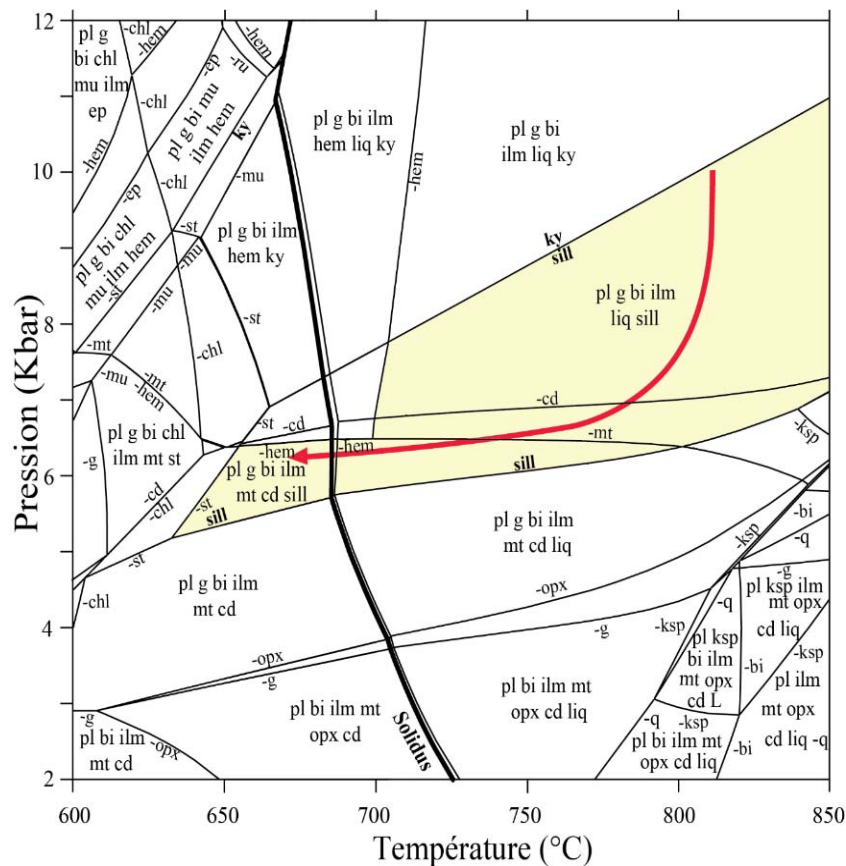 12
10
8
6
4
2
Pression (Kbar)
600
650
700
750
800
850
Température (°C)
pl g
bi chl
mu ilm
ep
-chl
-hem
-hem
-chl
-ep
-ru
-hem
pl g bi mu
ilm hem
ky
-mu
-chl
-hem
-ep
pl g bi chl
mu ilm hem
-st
-st
-mu
pl g bi ilm
hem ky
-mu
-st
-chl
pl g bi ilm
hem liq ky
-hem
pl g bi
ilm liq ky
ky
sill
pl g bi ilm
liq sill
-mt
-mu
-hem
-mt
-g
pl g bi chl
ilm mt st
-cd
-chl
-st
-cd
-hem
-hem
-cd
-mt
-ksp
pl g bi ilm
mt cd sill
-st
sill
sill
-chl
-st
pl g bi ilm
mt cd
pl g bi ilm
mt cd liq
-opx
-g
-opx
-g
-ksp
-ksp
-bi
-q
-g
pl ksp ilm
mt opx
cd liq
-q
pl ksp
bi ilm
mt opx
cd L
-bi
-ksp
pl ilm
mt opx
cd liq -q
-g
pl bi ilm
mt cd
-opx
pl bi ilm mt
opx cd
Solidus
pl bi ilm mt
opx cd liq
-q
-ksp
pl bi ilm mt
opx cd liq
-bi